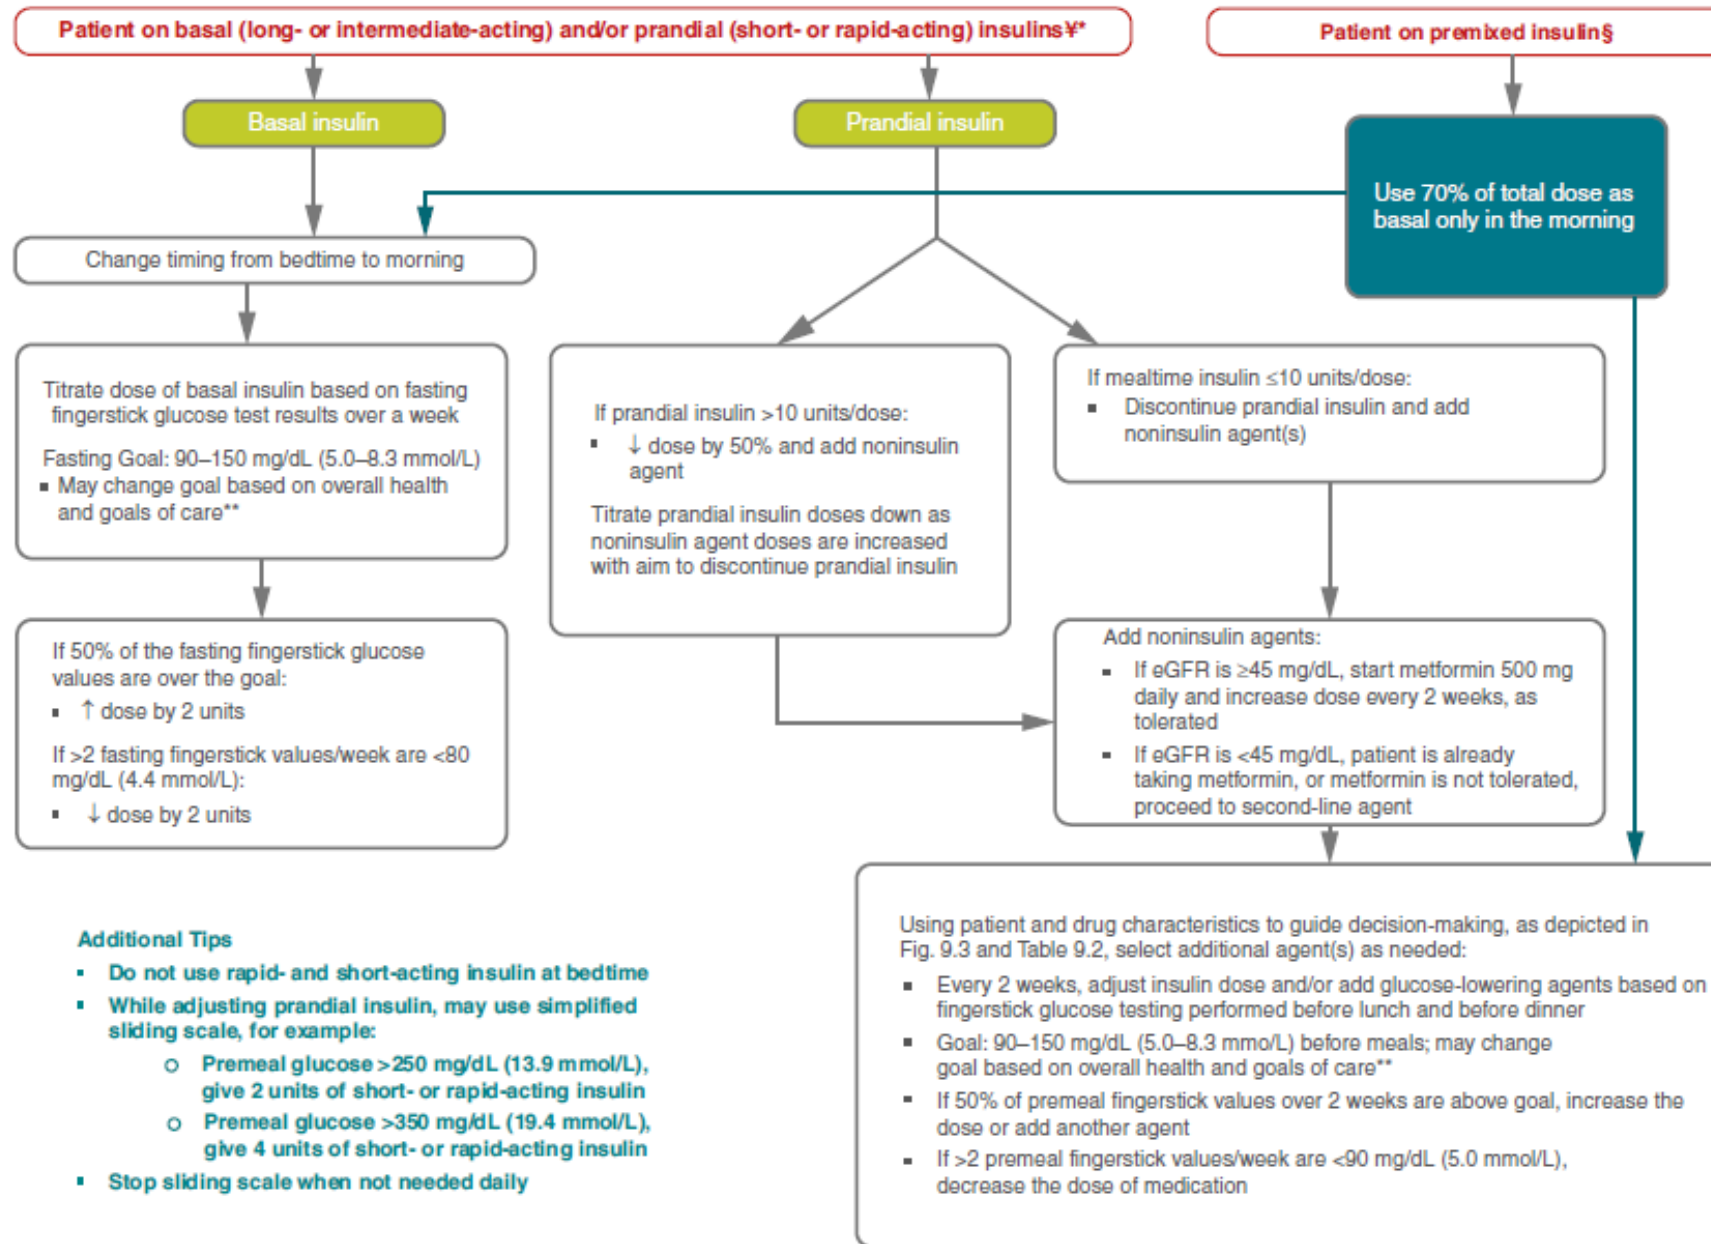 Patient on basal (long- or intermediate-acting) and/or prandial (short- or rapid-acting) insulins¥*
Patient on premixed insulin§
Basal insulin
Prandial insulin
Use 70% of total dose as
basal only in the morning
Change timing from bedtime to morning
Titrate dose of basal insulin based on fasting
fingerstick glucose test results over a week
Fasting Goal: 90–150 mg/dL (5.0–8.3 mmol/L)
▪ May change goal based on overall health
and goals of care**
If prandial insulin >10 units/dose:
▪ ↓ dose by 50% and add noninsulin
agent
Titrate prandial insulin doses down as
noninsulin agent doses are increased
with aim to discontinue prandial insulin
If mealtime insulin ≤10 units/dose:
▪ Discontinue prandial insulin and add
noninsulin agent(s)
If 50% of the fasting fingerstick glucose
values are over the goal:
▪ ↑ dose by 2 units
If >2 fasting fingerstick values/week are <80
mg/dL (4.4 mmol/L):
▪ ↓ dose by 2 units
Add noninsulin agents:
▪ If eGFR is ≥45 mg/dL, start metformin 500 mg
daily and increase dose every 2 weeks, as
tolerated
▪ If eGFR is <45 mg/dL, patient is already
taking metformin, or metformin is not tolerated,
proceed to second-line agent
Additional Tips
▪ Do not use rapid- and short-acting insulin at bedtime
▪ While adjusting prandial insulin, may use simplified
sliding scale, for example:
○ Premeal glucose >250 mg/dL (13.9 mmol/L),
give 2 units of short- or rapid-acting insulin
○ Premeal glucose >350 mg/dL (19.4 mmol/L),
give 4 units of short- or rapid-acting insulin
▪ Stop sliding scale when not needed daily
Using patient and drug characteristics to guide decision-making, as depicted in
Fig. 9.3 and Table 9.2, select additional agent(s) as needed:
▪ Every 2 weeks, adjust insulin dose and/or add glucose-lowering agents based on
fingerstick glucose testing performed before lunch and before dinner
▪ Goal: 90–150 mg/dL (5.0–8.3 mmo/L) before meals; may change
goal based on overall health and goals of care**
▪ If 50% of premeal fingerstick values over 2 weeks are above goal, increase the
dose or add another agent
▪ If >2 premeal fingerstick values/week are <90 mg/dL (5.0 mmol/L),
decrease the dose of medication